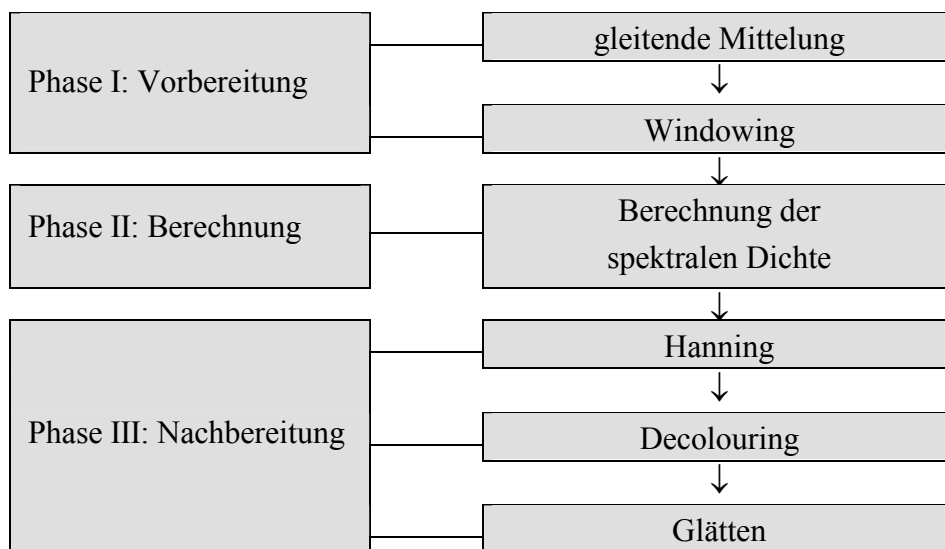 Phase I: Vorbereitung
gleitende Mittelung
↓
Windowing
↓
Phase II: Berechnung
Berechnung der
spektralen Dichte
↓
Phase III: Nachbereitung
Hanning
↓
Decolouring
↓
Glätten